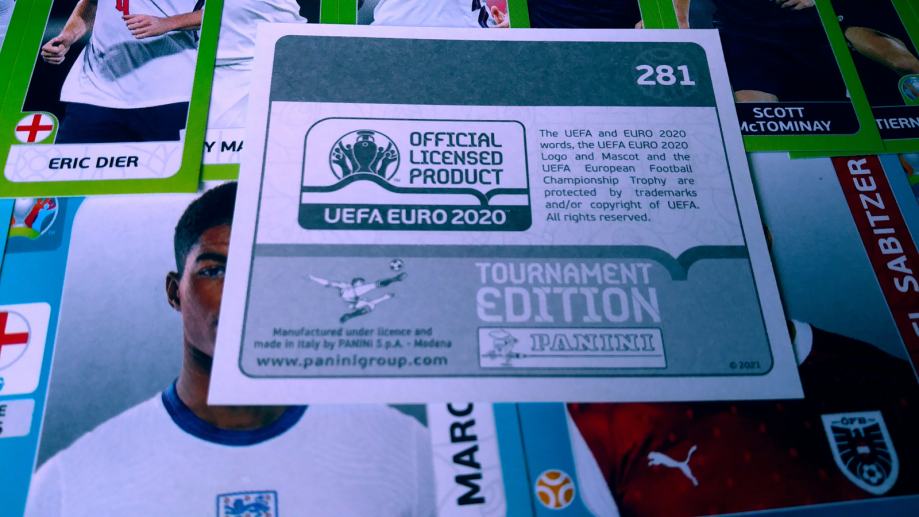 ERIC DIER
Y MA
SCOTT
McTOMINAY
TIERN
281
OFFICIAL
LICENSED
PRODUCT
UEFA EURO 2020
The UEFA and EURO 2020
words, the UEFA EURO 2020
Logo and Mascot and the
UEFA European Football
Championship Trophy are
protected by trademarks
and/or copyright of UEFA.
All rights reserved.
TOURNAMENT
EDITION
Manufactured under licence and
made in Italy by PANINI S.p.A. - Modena
www.paninigroup.com
PANINI
© 2021
SABITZER
MARC
ÖFB